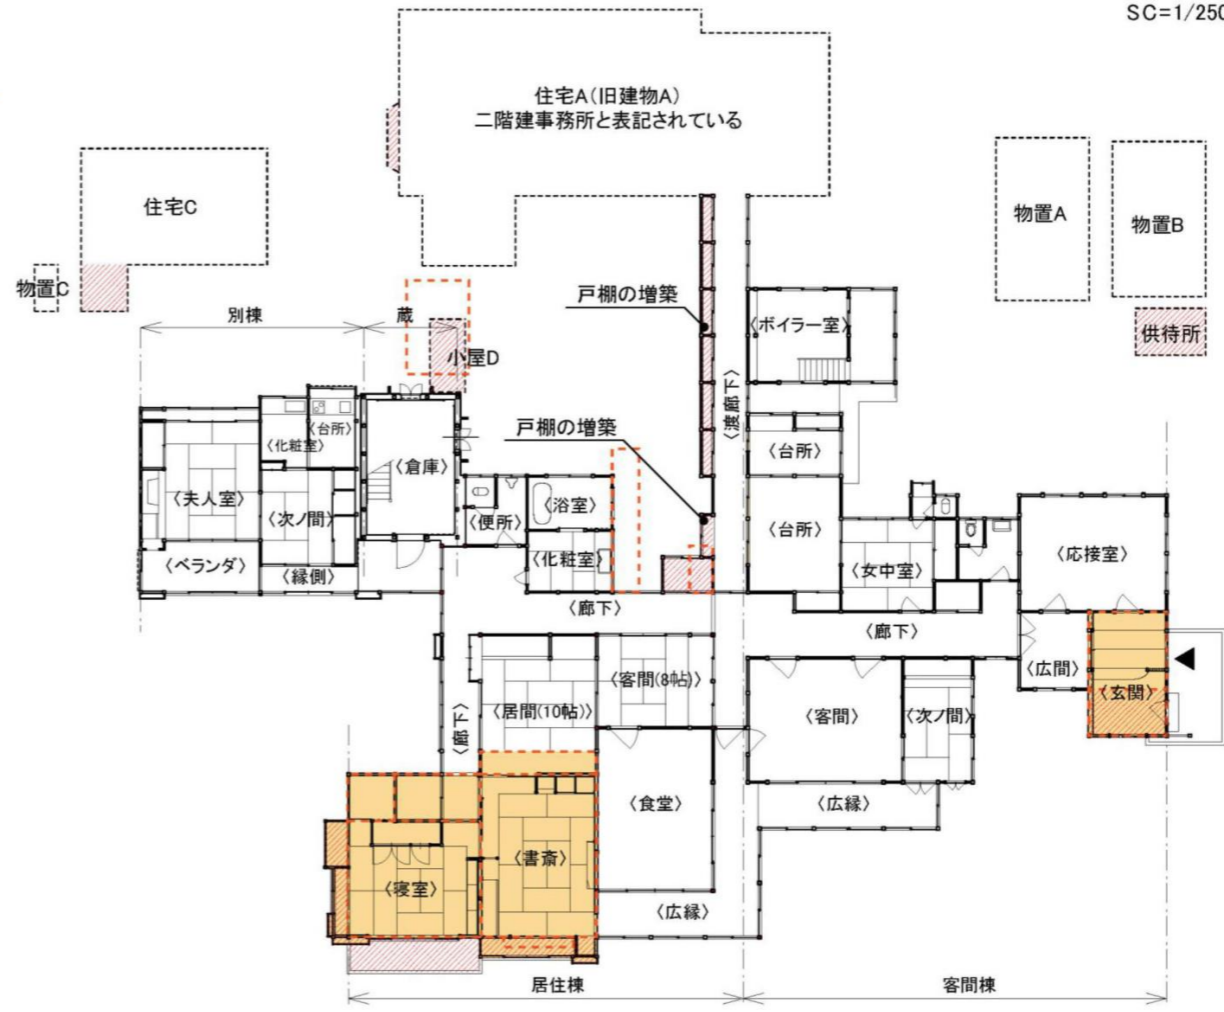 SC=1/250
住宅A(旧建物A)
二階建事務所と表記されている
住宅C
物置A
物置B
物置C
戸棚の増築
別棟
蔵
〈ボイラー室〉
供待所
小屋D
〈渡廊下〉
〈台所〉
戸棚の増築
〈化粧室〉
〈台所〉
〈倉庫〉
〈夫人室〉
〈次ノ間〉
〈便所〉
〈浴室〉
〈台所〉
〈応接室〉
〈ベランダ〉
〈縁側〉
〈化粧室〉
〈女中室〉
〈廊下〉
〈廊下〉
〈広間〉
〈客間(8帖)〉
〈玄関〉
〈廊下〉
〈居間(10帖)〉
〈客間〉
〈次ノ間〉
〈食堂〉
〈広縁〉
〈書斎〉
〈寝室〉
〈広縁〉
居住棟
客間棟